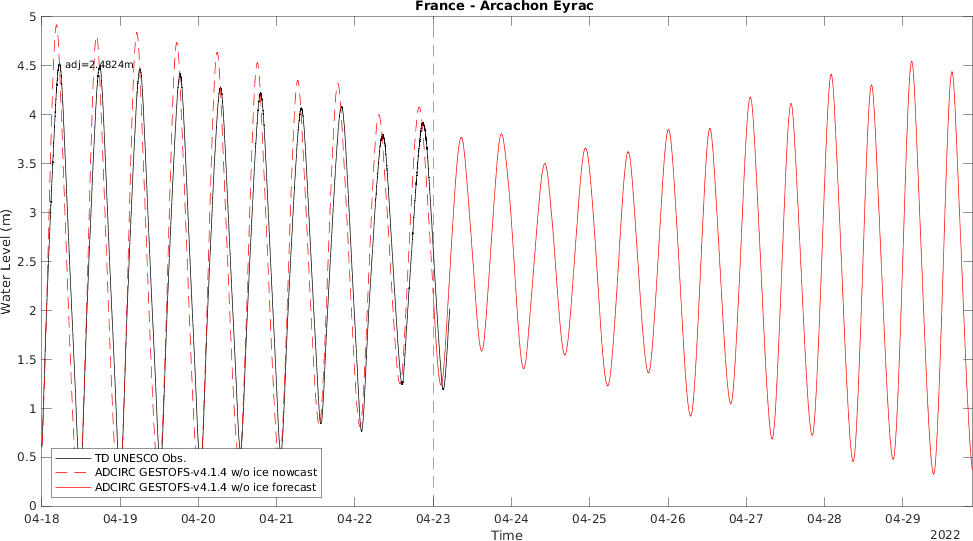 France - Arcachon Eyrac
5
4.5
4
3.5
3
2.5
2
1.5
1
0.5
0
Water Level (m)
adj=2.4824m
TD UNESCO Obs.
ADCIRC GESTOFS-v4.1.4 w/o ice nowcast
ADCIRC GESTOFS-v4.1.4 w/o ice forecast
04-18 04-19 04-20 04-21 04-22 04-23 04-24 04-25 04-26 04-27 04-28 04-29
Time
2022